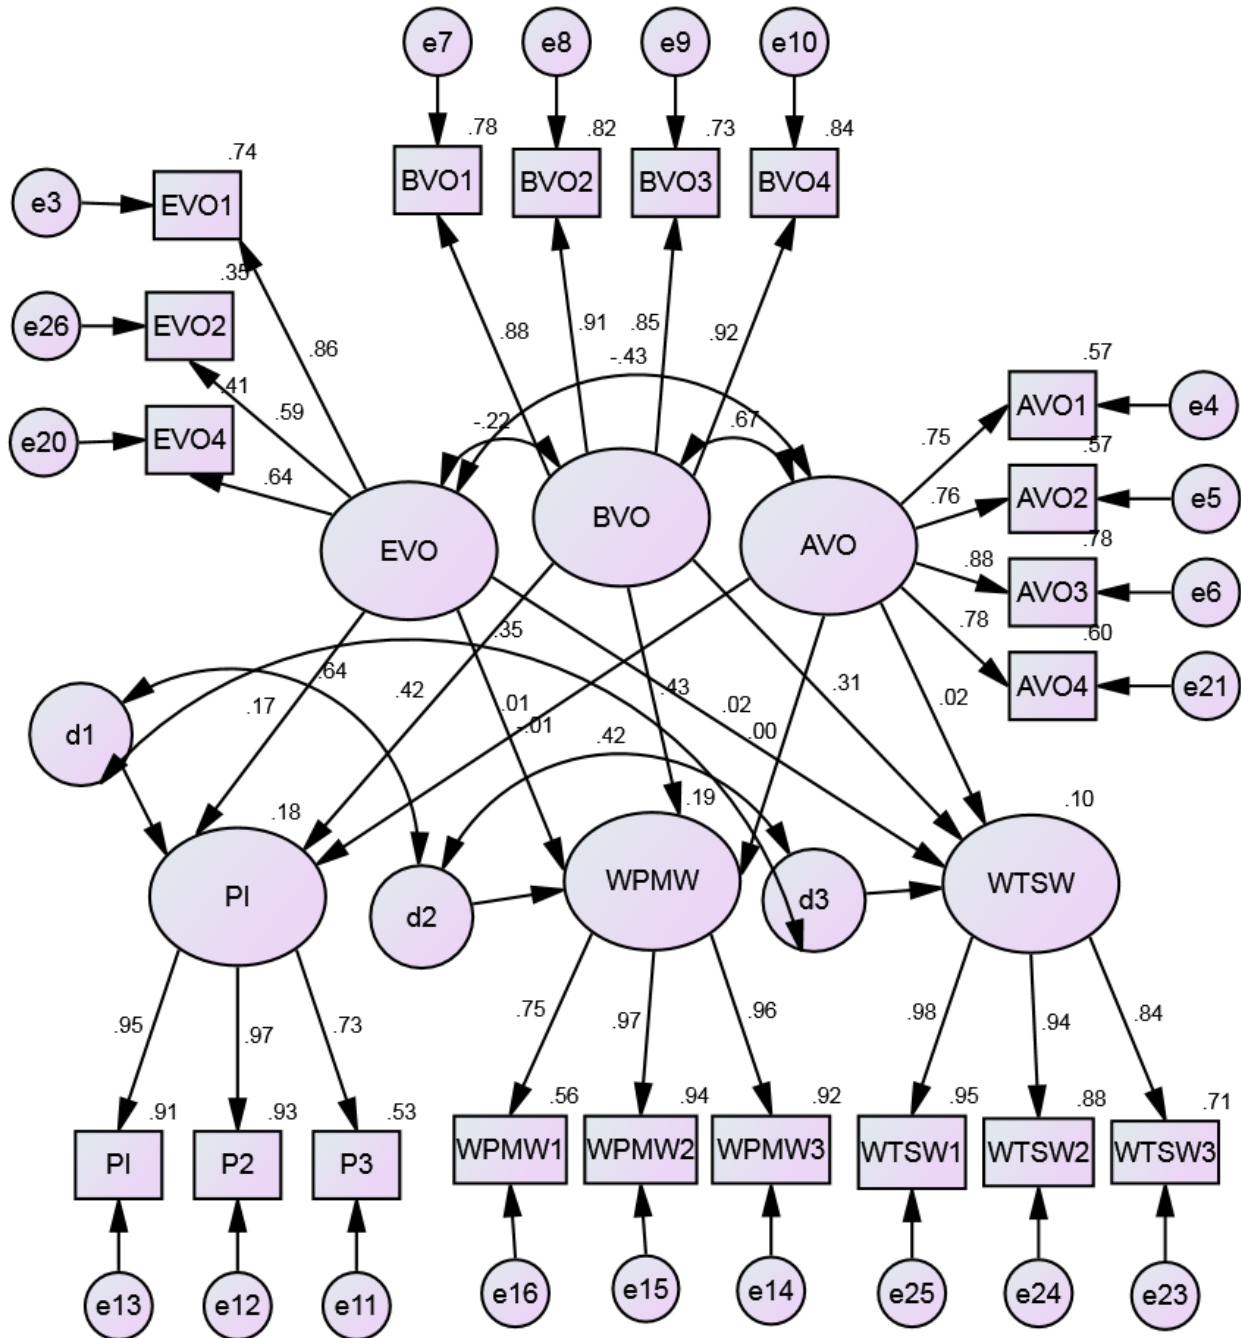 e7 e8 e9 e10
.78 .82 .73 .84
.74
e3 EVO1 BVO1 BVO2 BVO3 BVO4
.35
e26 EVO2
.88 .91 .85 .92
.86 -.43 .57
.41 .59 AVO1 e4
e20 EVO4 -.22 .67 .75 .57
.64 .76 AVO2 e5
EVO BVO AVO .78
.88 AVO3 e6
.35 .78 .60
.64 .42 .43 .31 AVO4 e21
.17 .01 .02 .02
d1 -.01 .42 .00
.18 .19 .10
PI d2 WPMW d3 WTSW
.95 .97 .73 .75 .97 .96 .98 .94 .84
.91 .93 .53 .56 .94 .92 .95 .88 .71
PI P2 P3 WPMW1 WPMW2 WPMW3 WTSW1 WTSW2 WTSW3
e13 e12 e11 e16 e15 e14 e25 e24 e23